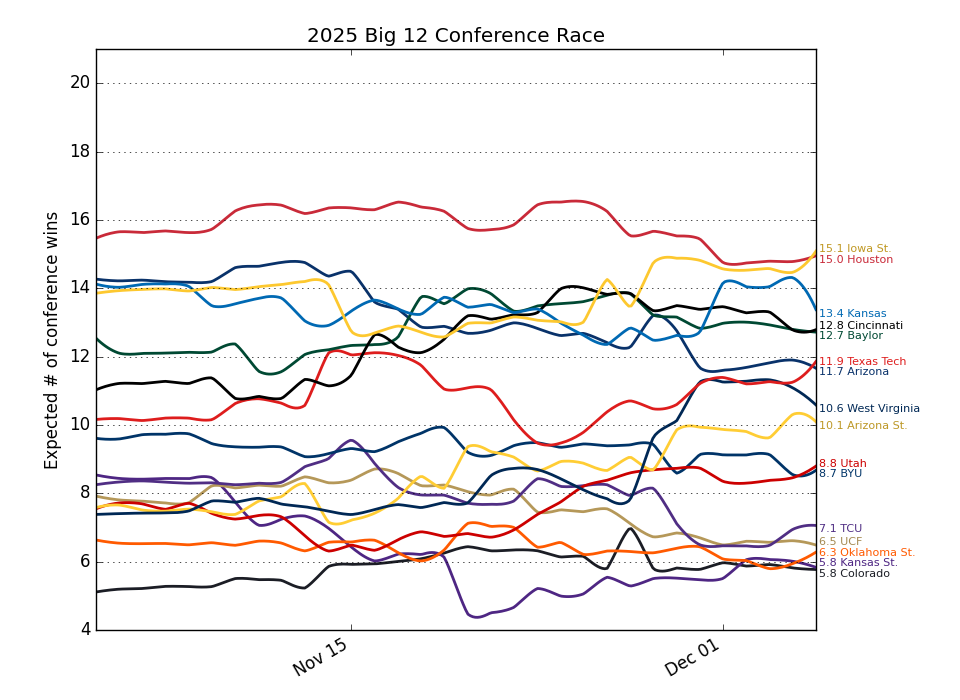 2025 Big 12 Conference Race
Expected # of conference wins
20
18
16
14
12
10
8
6
4
Nov 15
Dec 01
15.1 Iowa St.
15.0 Houston
13.4 Kansas
12.8 Cincinnati
12.7 Baylor
11.9 Texas Tech
11.7 Arizona
10.6 West Virginia
10.1 Arizona St.
8.8 Utah
8.7 BYU
7.1 TCU
6.5 UCF
6.3 Oklahoma St.
5.8 Kansas St.
5.8 Colorado